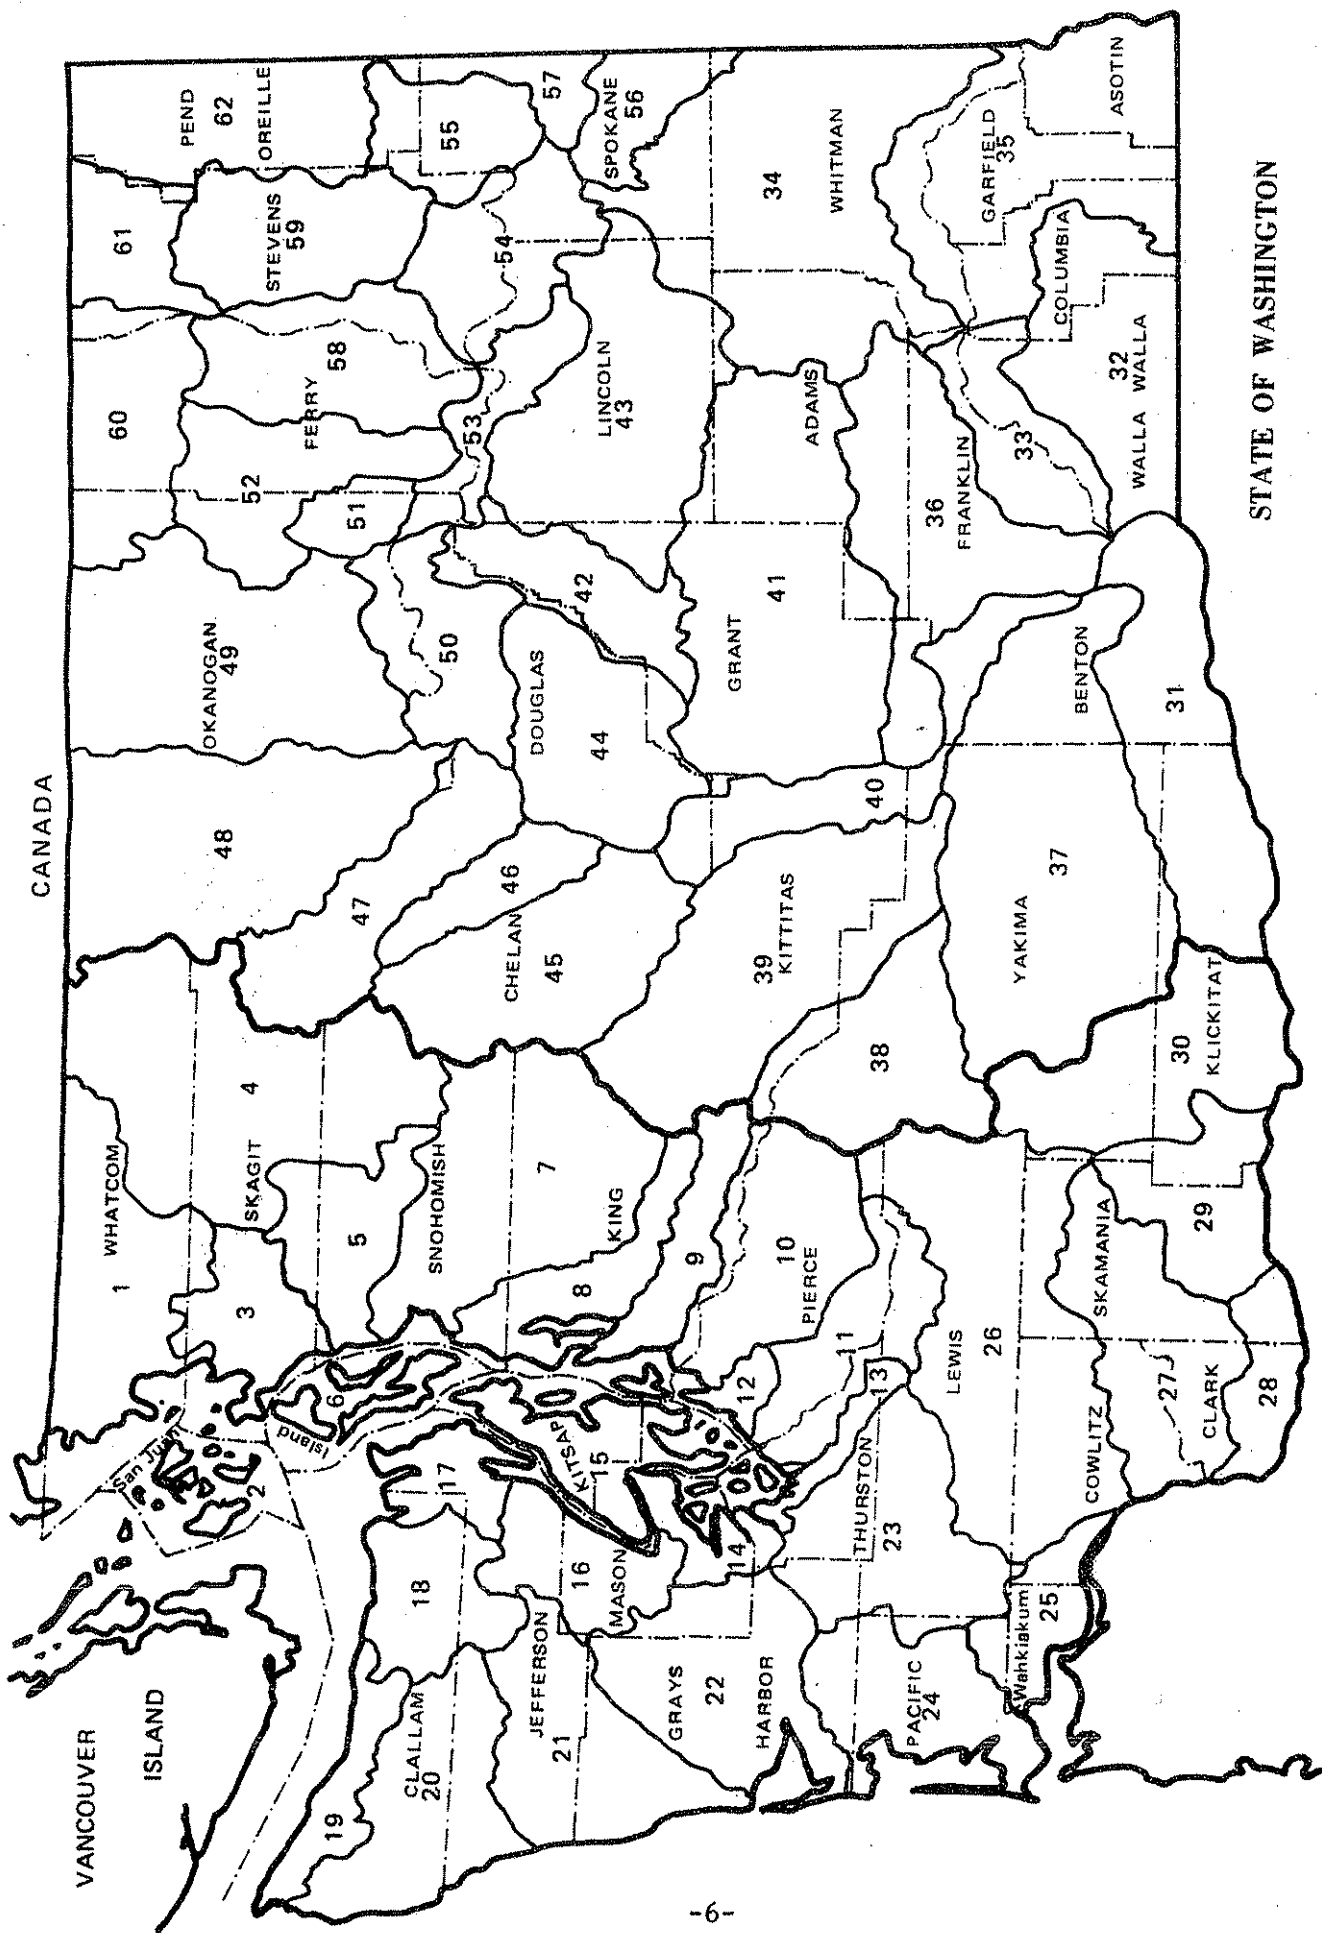 CANADA
VANCOUVER
ISLAND
San Juan
2
WHATCOM
1
3
SKAGIT
4
Island
6
5
SNOHOMISH
7
KING
8
9
10
PIERCE
11
12
13
KITSAP
15
14
16
MASON
17
18
19
CLALLAM
20
JEFFERSON
21
GRAYS
22
HARBOR
THURSTON
23
PACIFIC
24
Wahkiakum
25
LEWIS
26
COWLITZ
27
CLARK
28
SKAMANIA
29
30
KLICKITAT
31
BENTON
YAKIMA
37
38
39
KITTITAS
40
GRANT
41
42
DOUGLAS
44
CHELAN
45
46
47
48
OKANOGAN
49
50
51
52
FERRY
58
53
54
60
61
STEVENS
59
PEND
62
OREILLE
55
57
SPOKANE
56
LINCOLN
43
ADAMS
WHITMAN
34
FRANKLIN
36
33
32
WALLA WALLA
COLUMBIA
GARFIELD
35
ASOTIN
STATE OF WASHINGTON
-9-